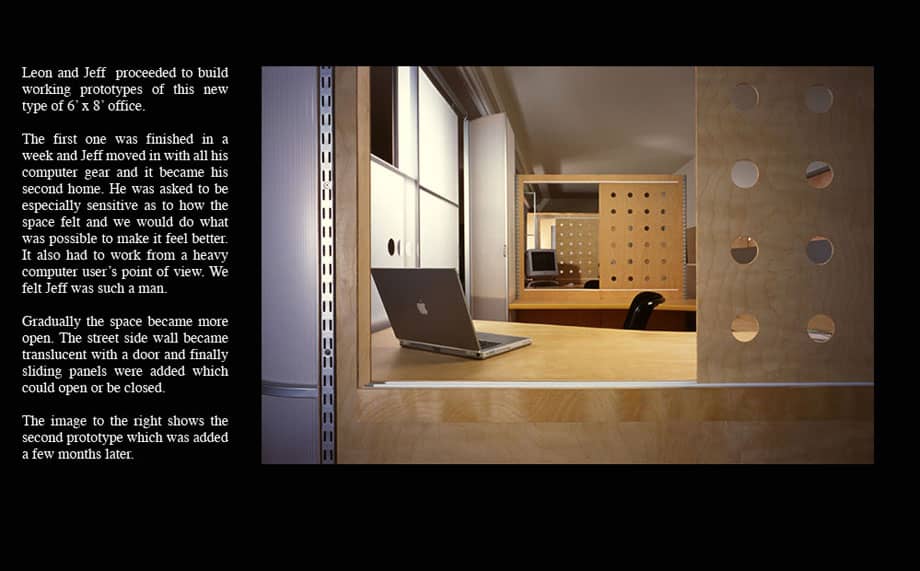 Leon and Jeff proceeded to build
working prototypes of this new
type of 6' x 8' office.
The first one was finished in a
week and Jeff moved in with all his
computer gear and it became his
second home. He was asked to be
especially sensitive as to how the
space felt and we would do what
was possible to make it feel better.
It also had to work from a heavy
computer user's point of view. We
felt Jeff was such a man.
Gradually the space became more
open. The street side wall became
translucent with a door and finally
sliding panels were added which
could open or be closed.
The image to the right shows the
second prototype which was added
a few months later.